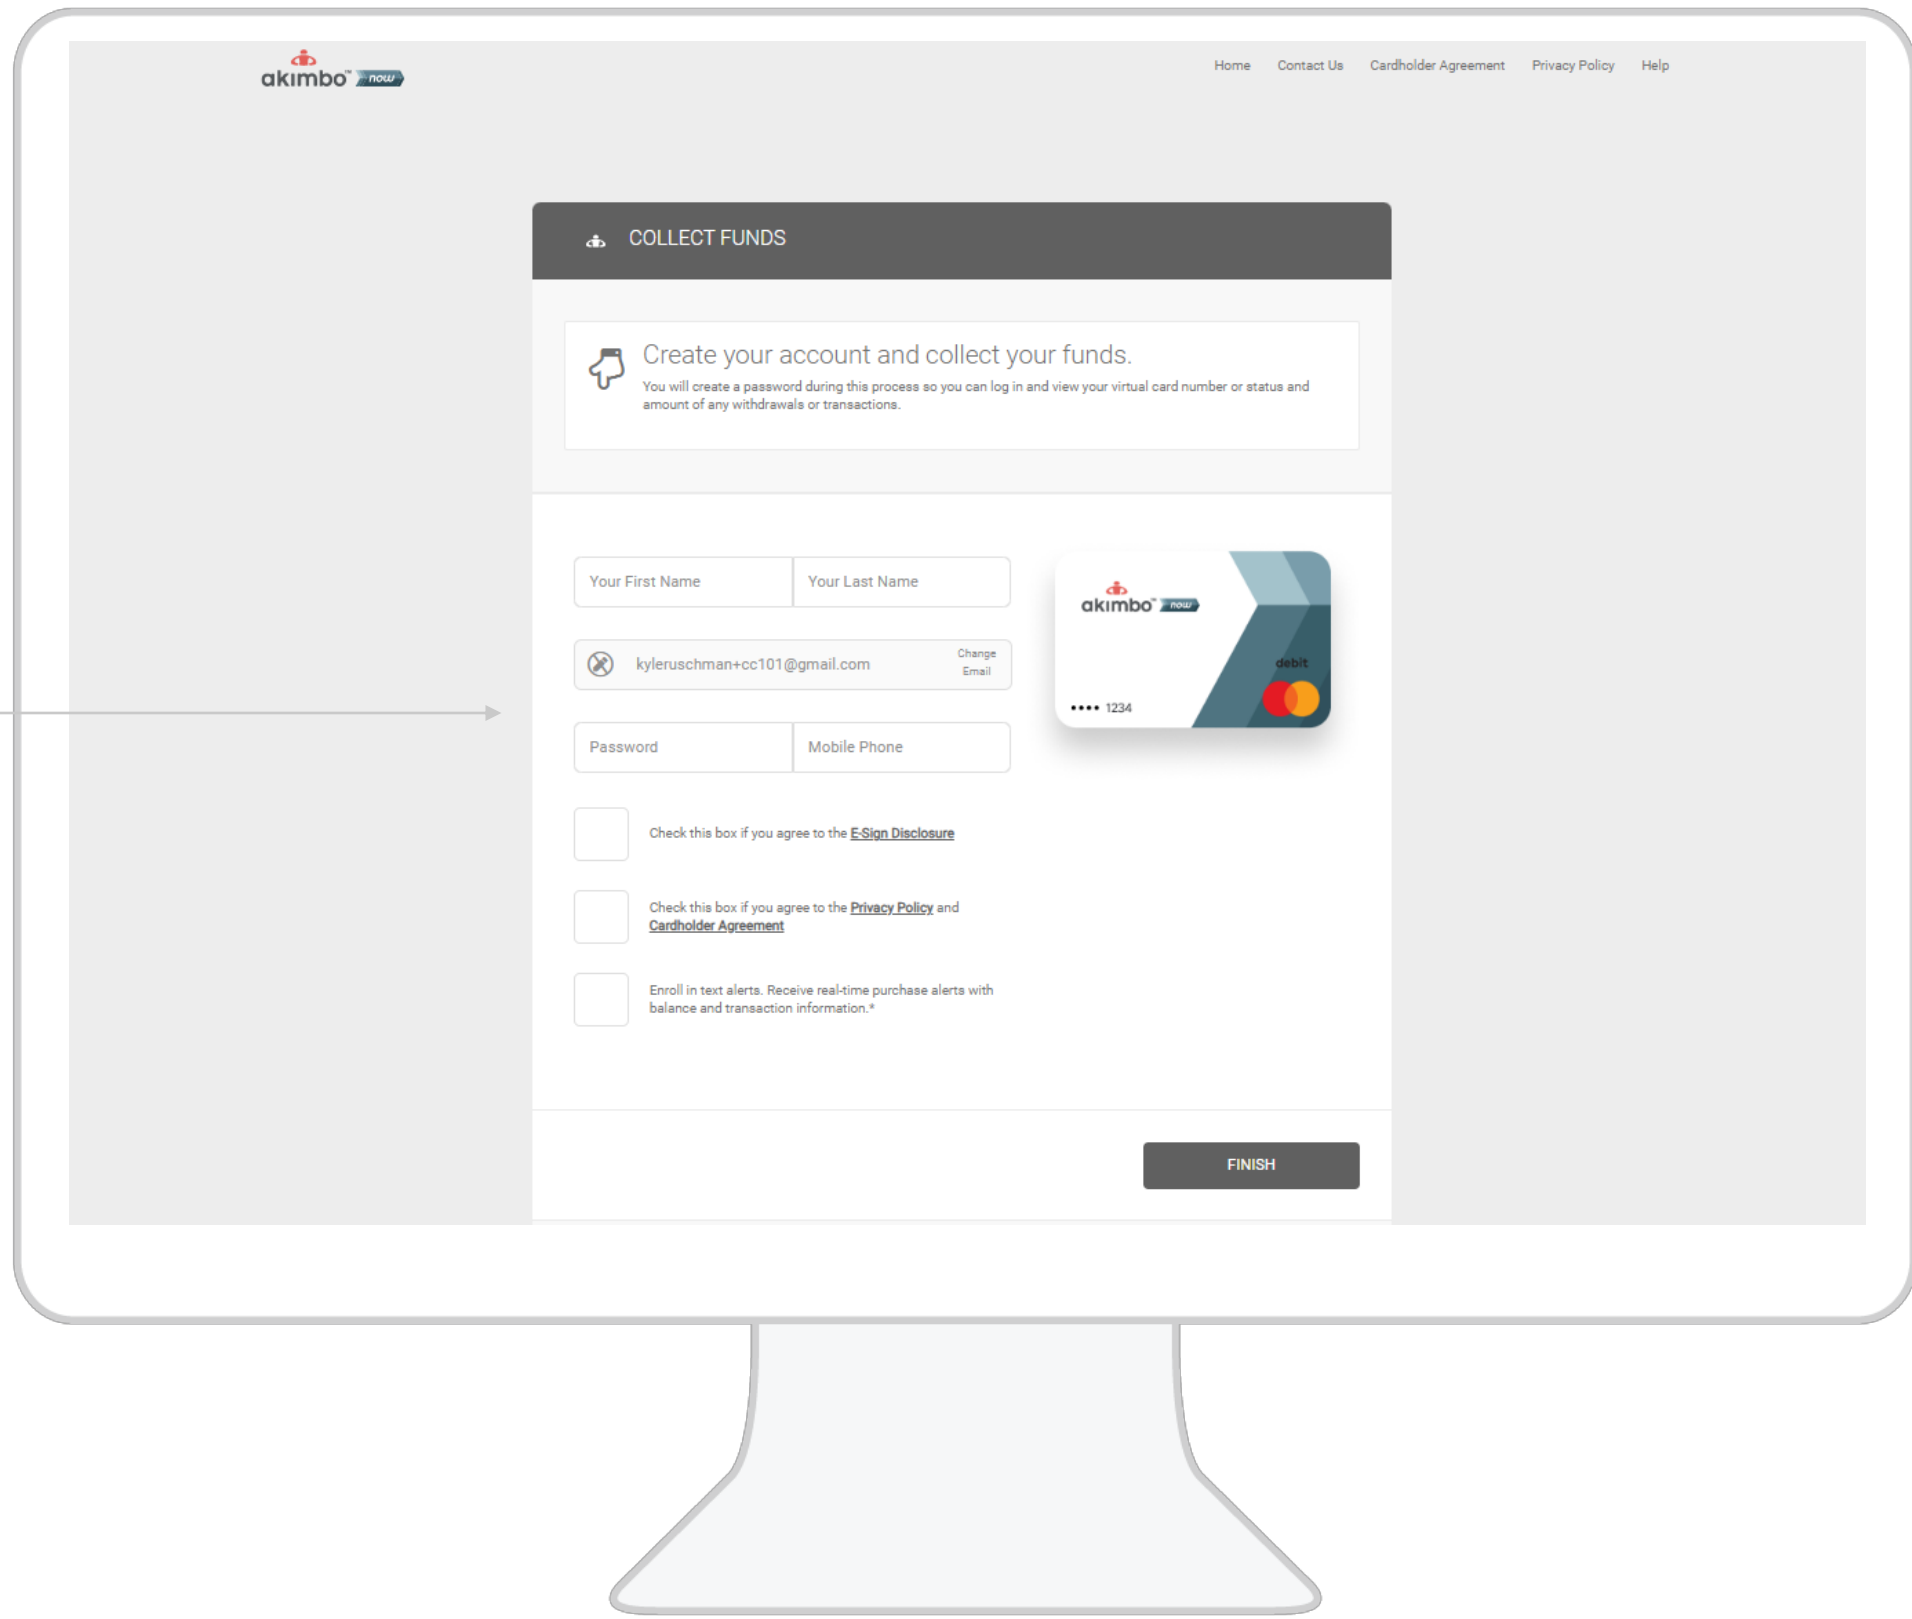 akimbo™ now
Home Contact Us Cardholder Agreement Privacy Policy Help
COLLECT FUNDS
Create your account and collect your funds.
You will create a password during this process so you can log in and view your virtual card number or status and
amount of any withdrawals or transactions.
Your First Name Your Last Name
akimbo™ now
debit
•••• 1234
kyleruschman+cc101@gmail.com
Change
Email
Password Mobile Phone
Check this box if you agree to the E-Sign Disclosure
Check this box if you agree to the Privacy Policy and
Cardholder Agreement
Enroll in text alerts. Receive real-time purchase alerts with
balance and transaction information.*
FINISH